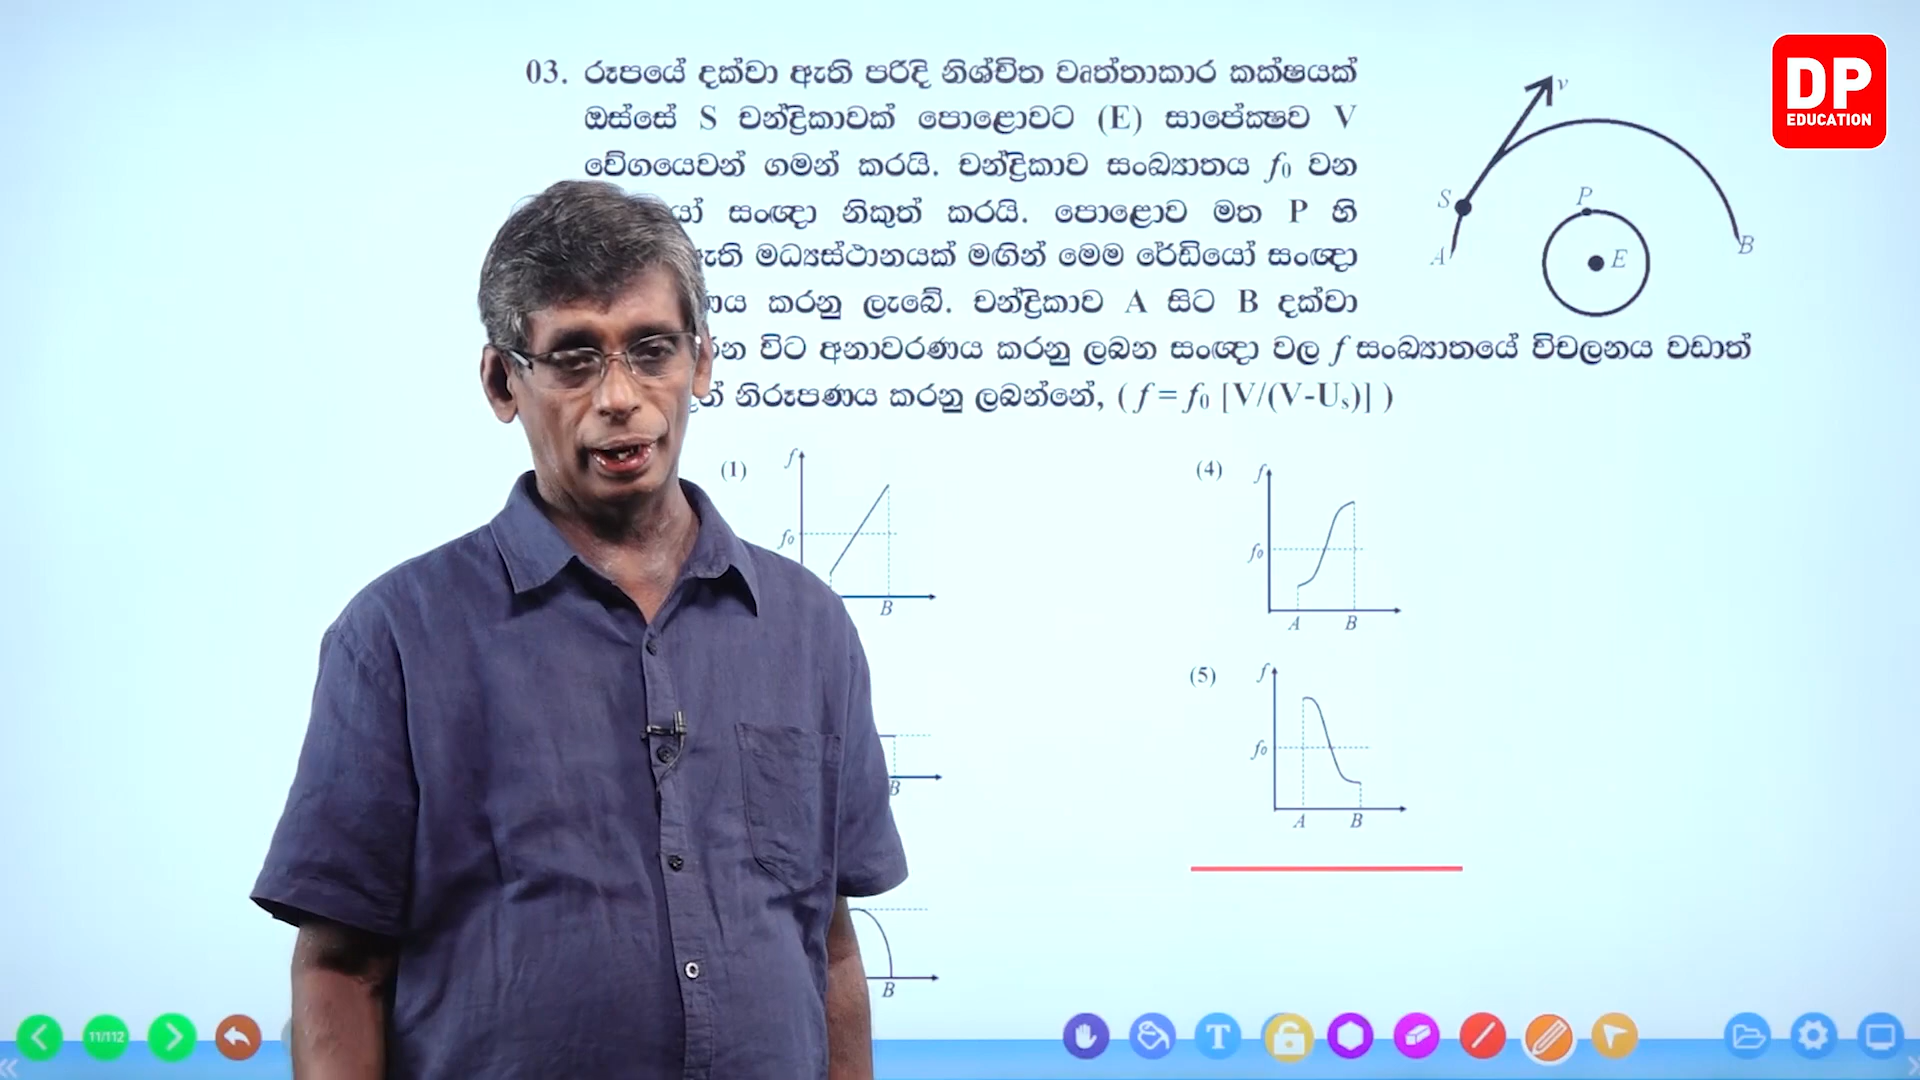 DP
EDUCATION
03. රූපයේ දක්වා ඇති පරිදි නිශ්චිත වෘත්තාකාර කක්ෂයක්
ඔස්සේ S චන්ද්‍රිකාවක් පොළොවට (E) සාපේක්ෂව V
වේගයෙවන් ගමන් කරයි. චන්ද්‍රිකාව සංඛ්‍යාතය f₀ වන
සංඥා නිකුත් කරයි. පොළොව මත P හි
ඇති මධ්‍යස්ථානයක් මඟින් මෙම රේඩියෝ සංඥා
කරනු ලැබේ. චන්ද්‍රිකාව A සිට B දක්වා
විට අනාවරණය කරනු ලබන සංඥා වල f සංඛ්‍යාතයේ විචලනය වඩාත්
නිරූපණය කරනු ලබන්නේ, ( f = f₀ [V/(V-Uₛ)] )
v
S
P
A
E
B
(1)
f
f₀
B
(4)
f
f₀
A B
(5)
f
f₀
A B
B
B
11/112
T